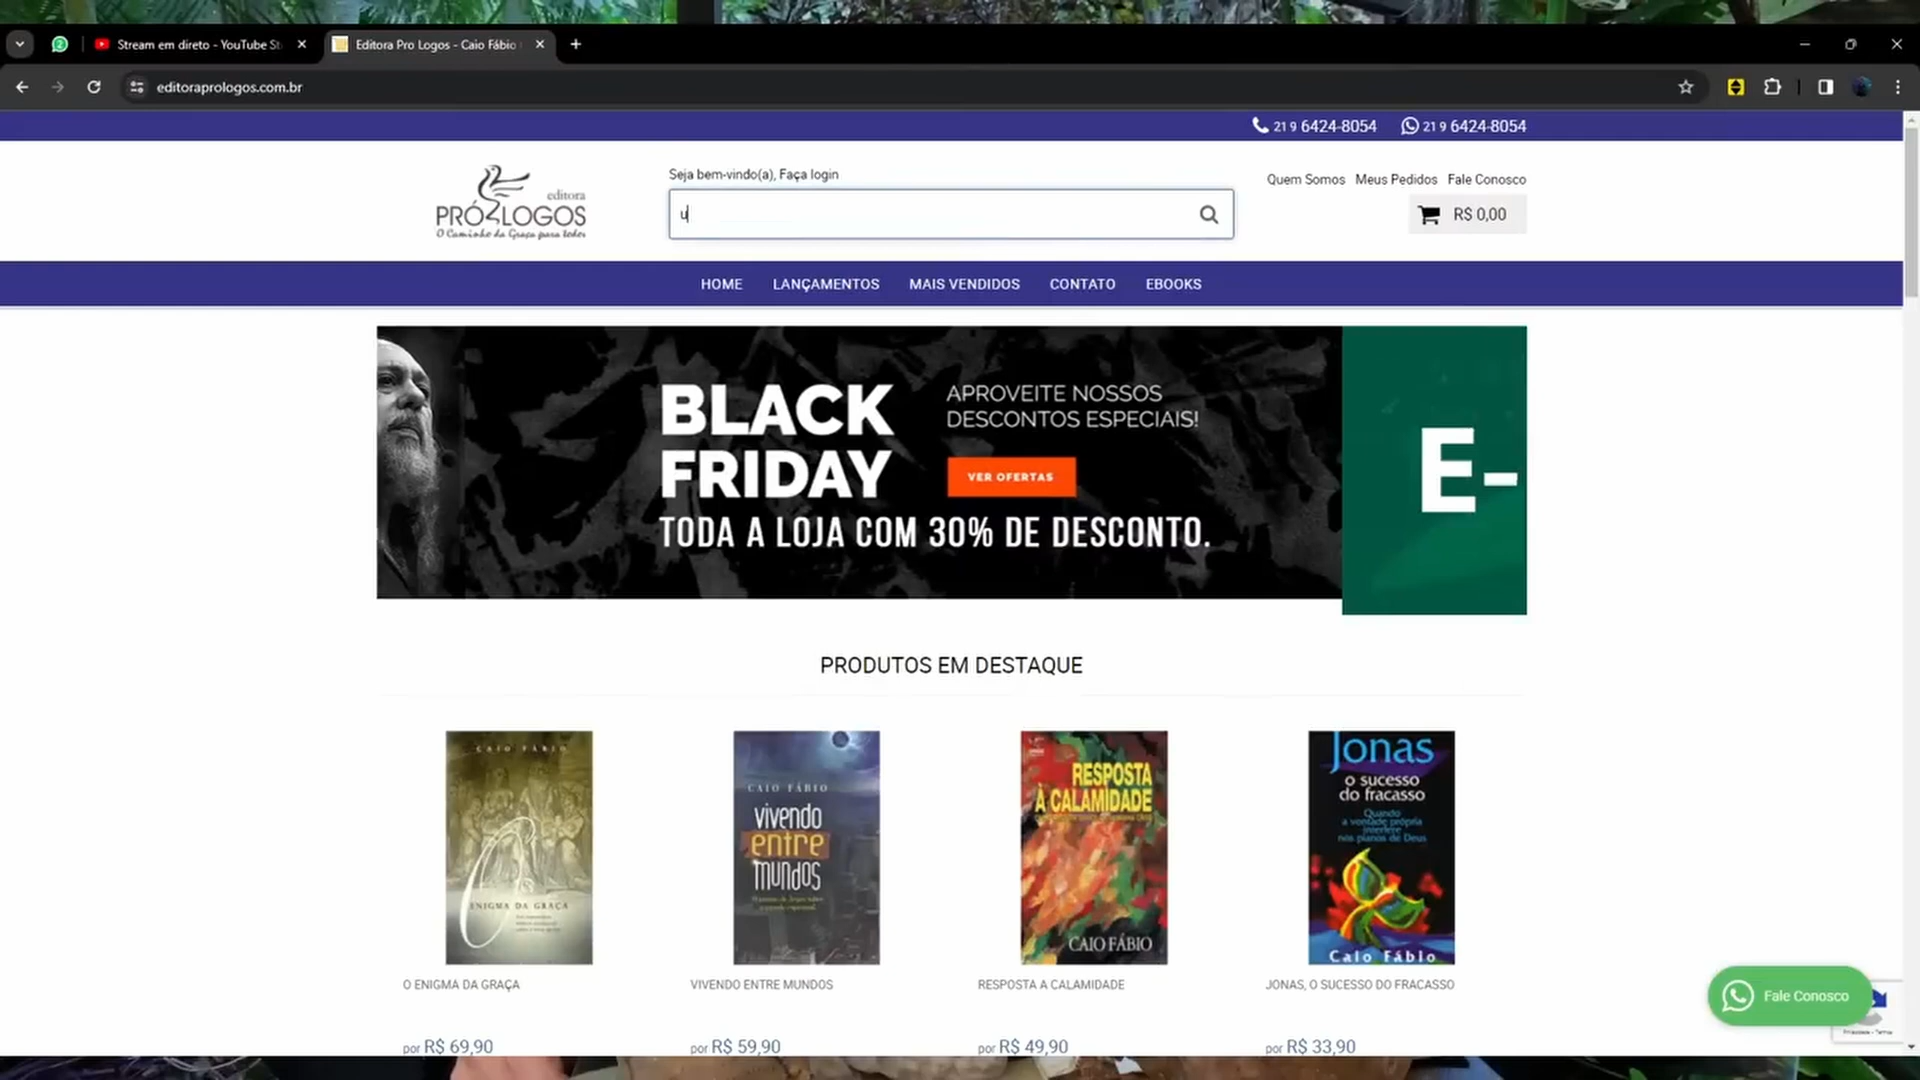 Stream em direto - YouTube St
Editora Pro Logos - Caio Fábio
editoraprologos.com.br
21 9 6424-8054
21 9 6424-8054
editora
PRÓLOGOS
O Caminho da Graça para todos
Seja bem-vindo(a), Faça login
u
Quem Somos
Meus Pedidos
Fale Conosco
R$ 0,00
HOME
LANÇAMENTOS
MAIS VENDIDOS
CONTATO
EBOOKS
BLACK
FRIDAY
APROVEITE NOSSOS
DESCONTOS ESPECIAIS!
VER OFERTAS
TODA A LOJA COM 30% DE DESCONTO.
E-
PRODUTOS EM DESTAQUE
CAIO FÁBIO
O
ENIGMA DA GRAÇA
CAIO FÁBIO
vivendo
entre
mundos
RESPOSTA
À CALAMIDADE
CAIO FÁBIO
Jonas
o sucesso
do fracasso
Quando
a vontade própria
interfere
nos planos de Deus
Caio Fábio
O ENIGMA DA GRAÇA
VIVENDO ENTRE MUNDOS
RESPOSTA A CALAMIDADE
JONAS, O SUCESSO DO FRACASSO
por R$ 69,90
por R$ 59,90
por R$ 49,90
por R$ 33,90
Fale Conosco
Privacidade - Termos